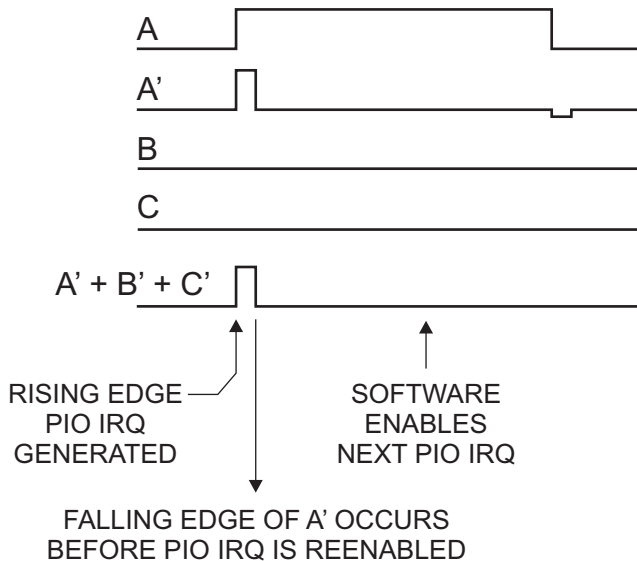 A
A’
B
C
A’ + B’ + C’
RISING EDGE
PIO IRQ
GENERATED
SOFTWARE
ENABLES
NEXT PIO IRQ
FALLING EDGE OF A’ OCCURS
BEFORE PIO IRQ IS REENABLED